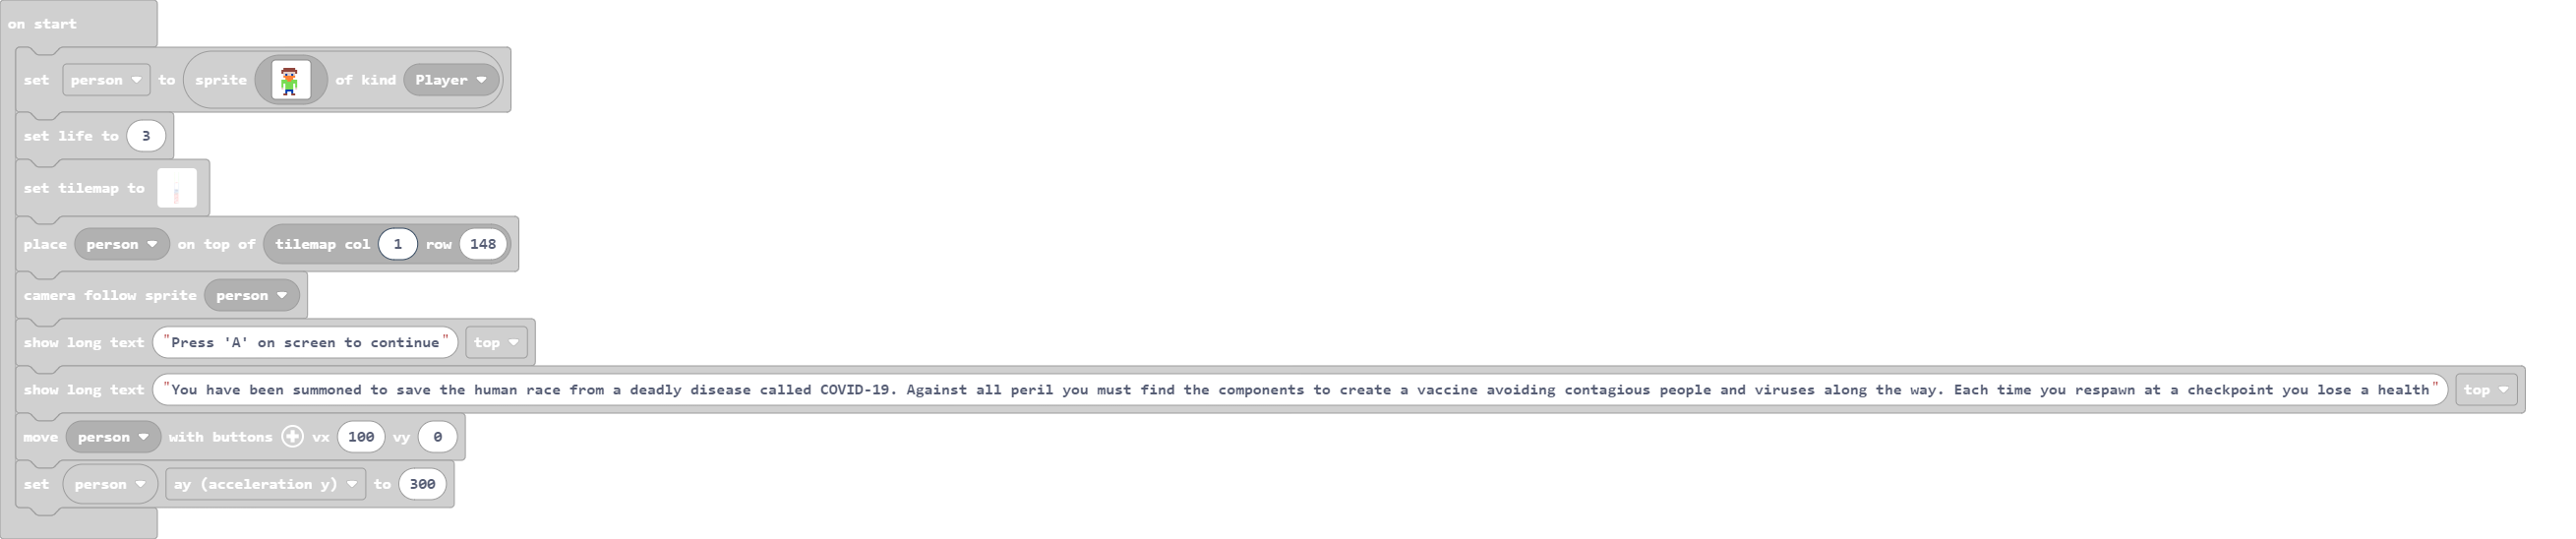 on start
set person to sprite of kind Player
set life to 3
set tilemap to
place person on top of tilemap col 1 row 148
camera follow sprite person
show long text "Press 'A' on screen to continue" top
show long text "You have been summoned to save the human race from a deadly disease called COVID-19. Against all peril you must find the components to create a vaccine avoiding contagious people and viruses along the way. Each time you respawn at a checkpoint you lose a health" top
move person with buttons + vx 100 vy 0
set person ay (acceleration y) to 300